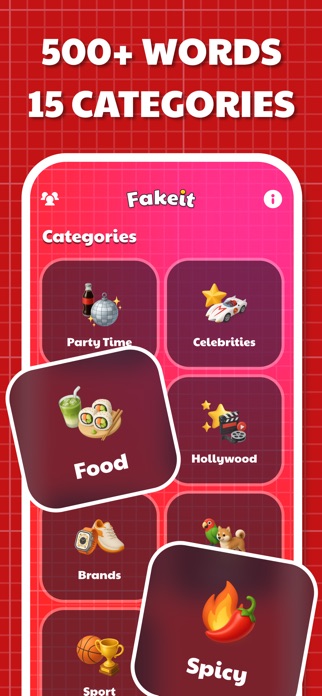 500+ WORDS
15 CATEGORIES
Fakeit
Categories
Party Time
Celebrities
Food
Hollywood
Brands
Spicy
Sport